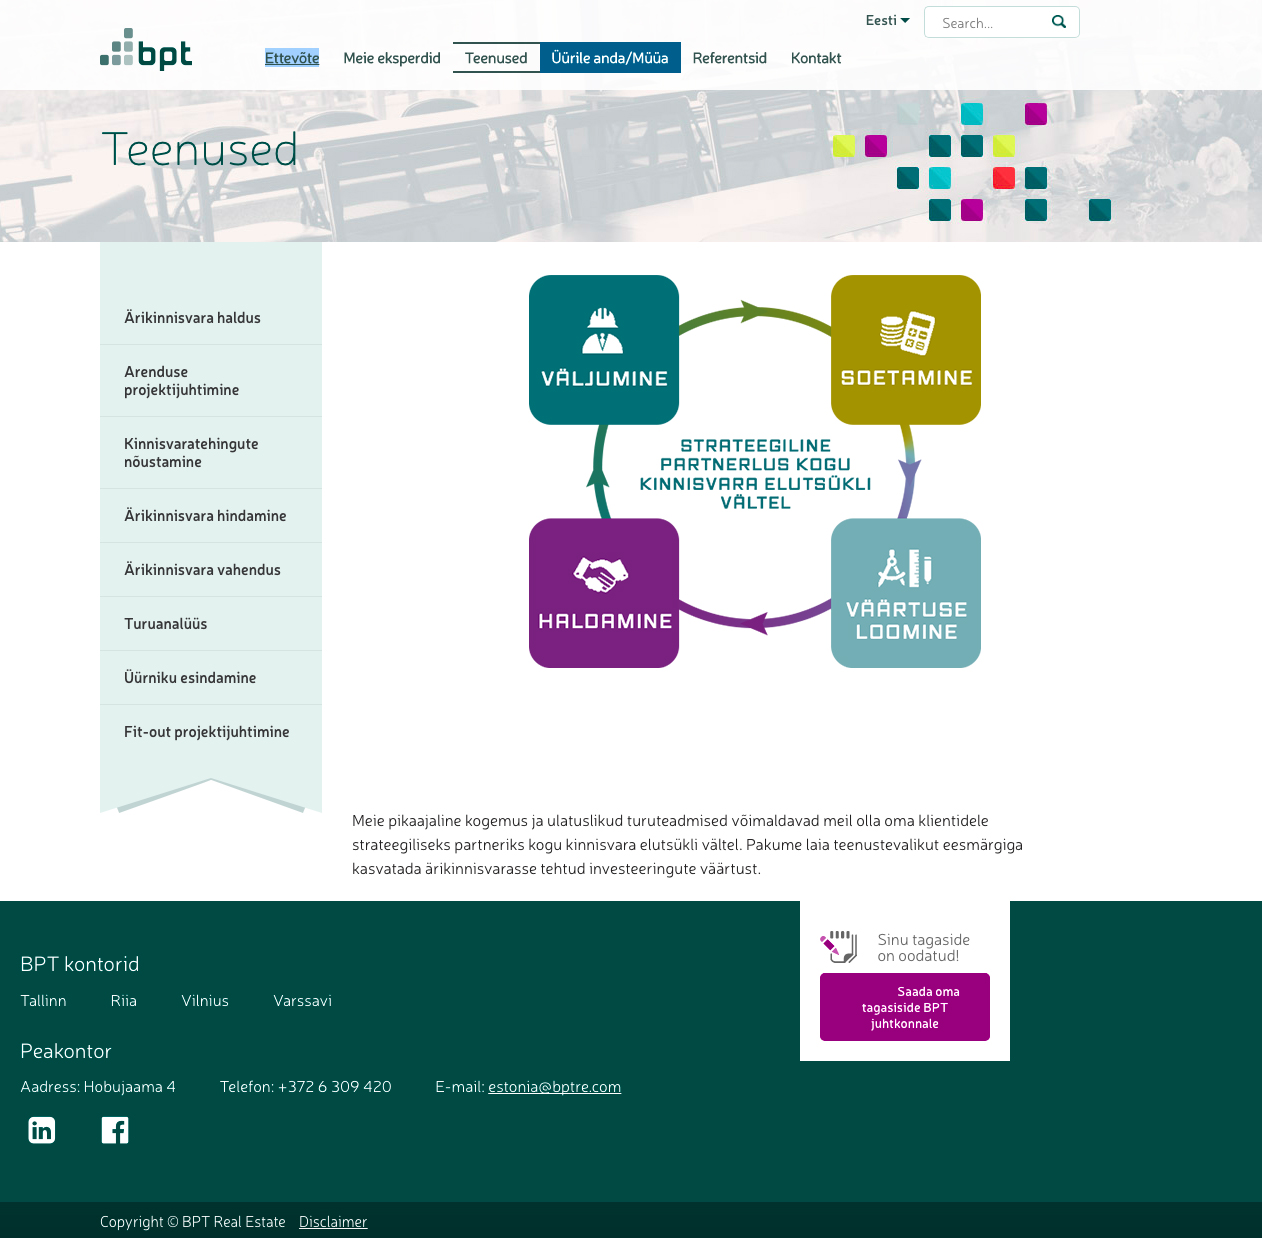 Eesti
Search...
bpt
Ettevõte Meie eksperdid Teenused Üürile anda/Müüa Referentsid Kontakt
Teenused
Ärikinnisvara haldus
Arenduse
projektijuhtimine
Kinnisvaratehingute
nõustamine
Ärikinnisvara hindamine
Ärikinnisvara vahendus
Turuanalüüs
Üürniku esindamine
Fit-out projektijuhtimine
VÄLJUMINE
SOETAMINE
STRATEEGILINE
PARTNERLUS KOGU
KINNISVARA ELUTSÜKLI
VÄLTEL
HALDAMINE
VÄÄRTUSE
LOOMINE
Meie pikaajaline kogemus ja ulatuslikud turuteadmised võimaldavad meil olla oma klientidele
strateegiliseks partneriks kogu kinnisvara elutsükli vältel. Pakume laia teenustevalikut eesmärgiga
kasvatada ärikinnisvarasse tehtud investeeringute väärtust.
BPT kontorid
Tallinn Riia Vilnius Varssavi
Peakontor
Aadress: Hobujaama 4 Telefon: +372 6 309 420 E-mail: estonia@bptre.com
in
Sinu tagaside
on oodatud!
Saada oma
tagasiside BPT
juhtkonnale
Copyright © BPT Real Estate Disclaimer